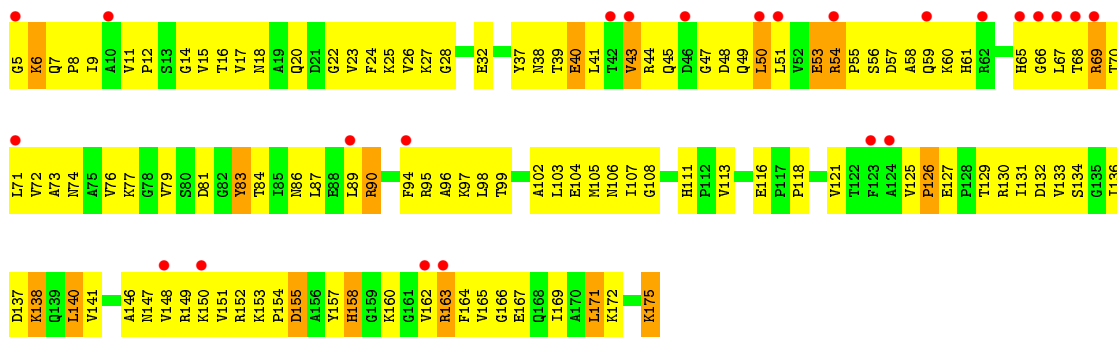 G5 K6 Q7 P8 I9 A10 V11 P12 S13 G14 V15 T16 V17 N18 A19 Q20 D21 G22 V23 F24 K25 V26 K27 G28 E32 Y37 N38 T39 E40 L41 T42 V43 R44 Q45 D46 G47 D48 Q49 L50 L51 V52 E53 R54 P55 S56 D57 A58 Q59 K60 H61 R62 H65 G66 L67 T68 R69 T70
L71 V72 A73 N74 A75 V76 K77 G78 V79 S80 D81 G82 Y83 T84 I85 N86 L87 E88 L89 R90 F94 R95 A96 K97 L98 T99 A102 L103 E104 M105 N106 I107 G108 H111 P112 V113 E116 P117 P118 V121 T122 F123 A124 V125 P126 E127 P128 T129 R130 I131 D132 V133 S134 G135 I136
D137 K138 Q139 L140 V141 A146 N147 V148 R149 K150 V151 R152 K153 P154 D155 A156 Y157 H158 G159 K160 G161 V162 R163 F164 V165 G166 E167 Q168 I169 A170 L171 K172 K175